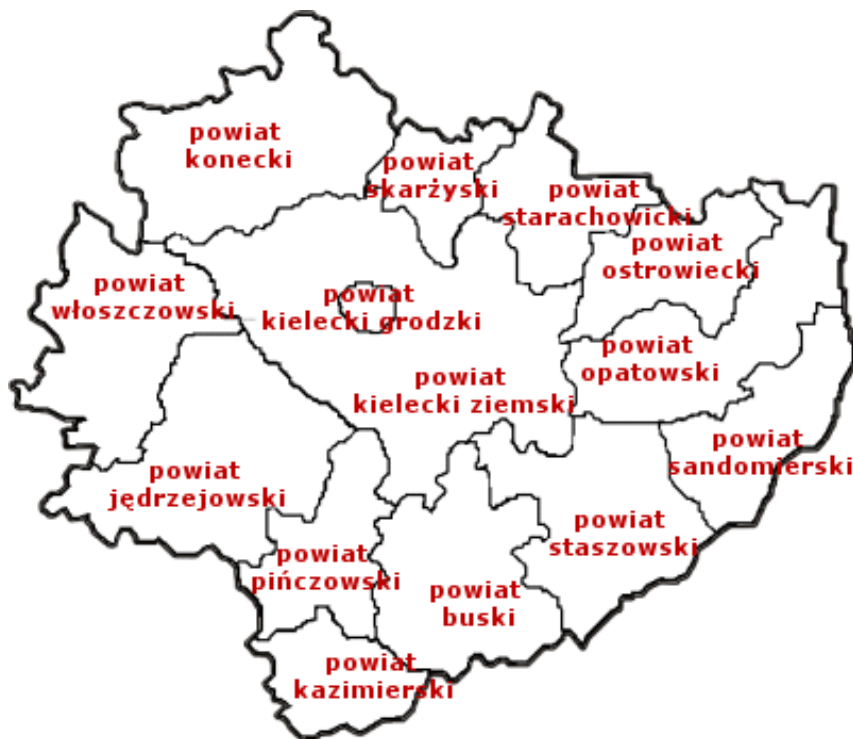 powiat
konecki
powiat
skarżyski
powiat
starachowicki
powiat
ostrowiecki
powiat
włoszczowski
powiat
kielecki grodzki
powiat
opatowski
powiat
kielecki ziemski
powiat
sandomierski
powiat
jędrzejowski
powiat
staszowski
powiat
pińczowski
powiat
buski
powiat
kazimierski